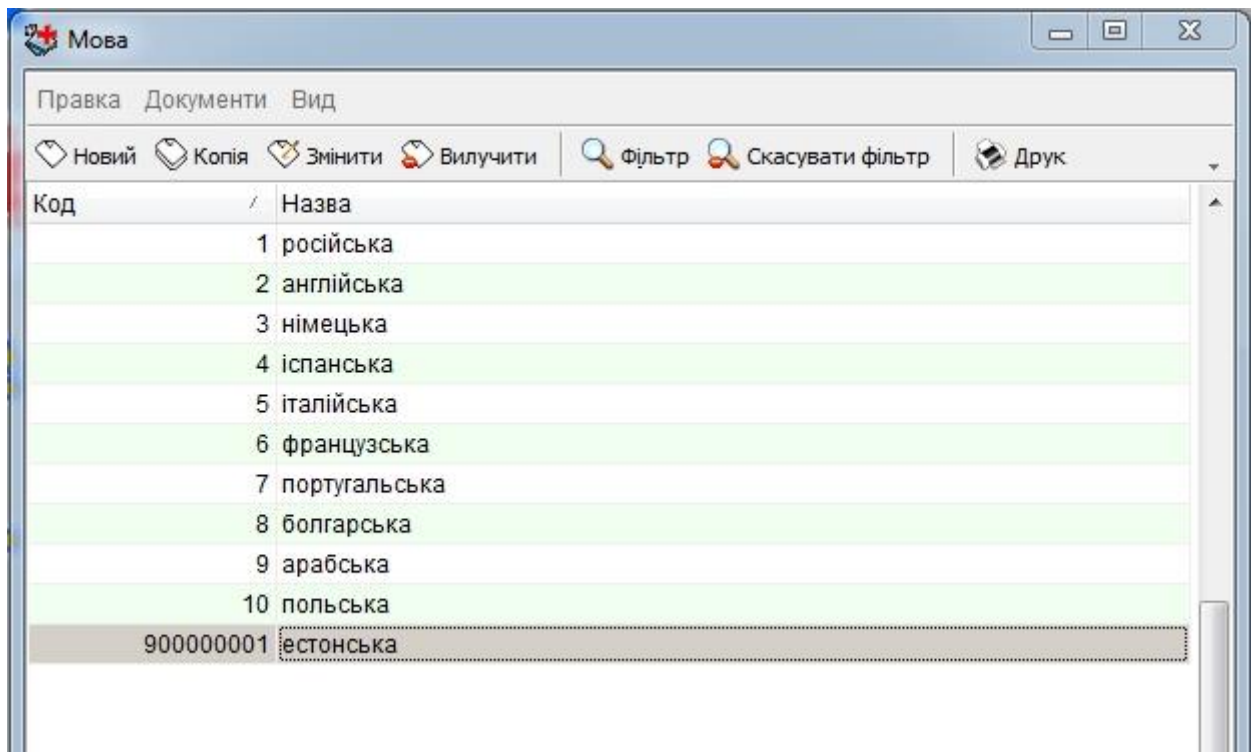 Мова
Правка Документи Вид
Новий Копія Змінити Вилучити Фільтр Скасувати фільтр Друк
Код Назва
1 російська
2 англійська
3 німецька
4 іспанська
5 італійська
6 французська
7 португальська
8 болгарська
9 арабська
10 польська
900000001 естонська